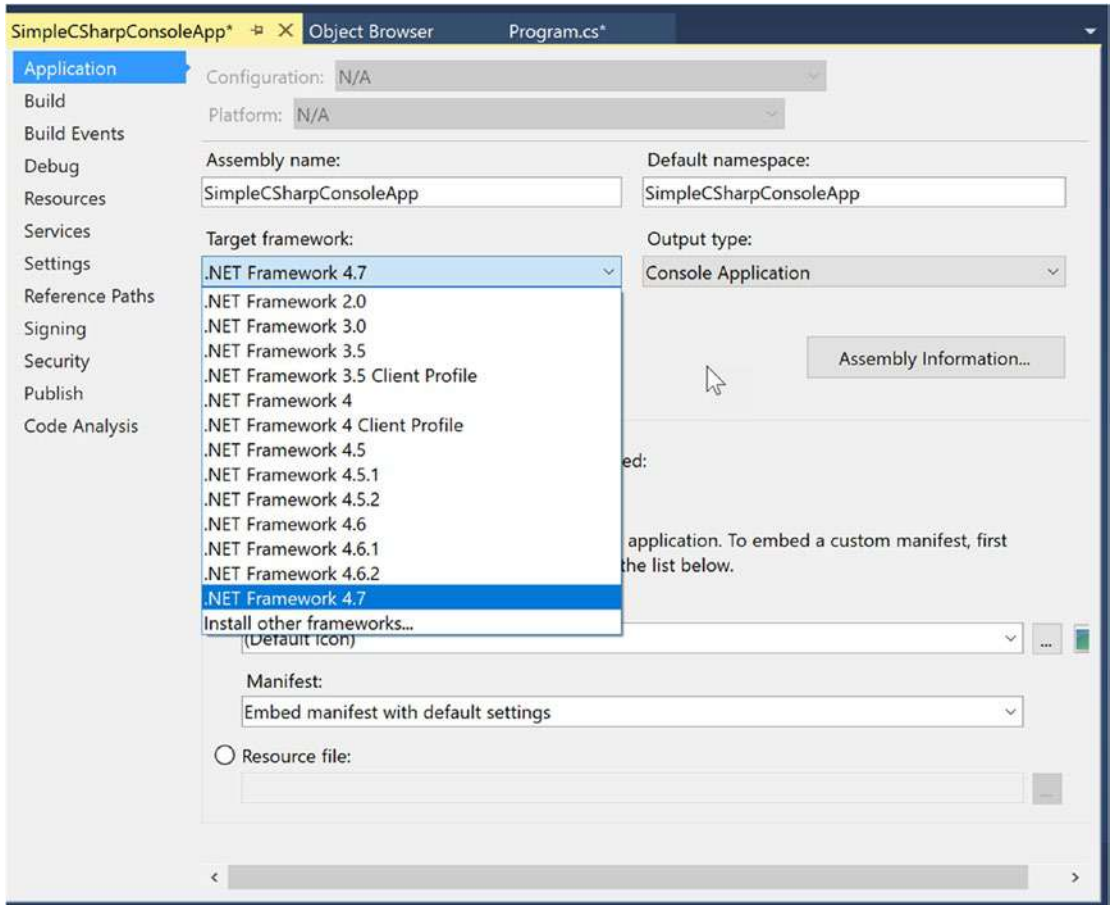 SimpleCSharpConsoleApp* Object Browser Program.cs*
Application
Build
Build Events
Debug
Resources
Services
Settings
Reference Paths
Signing
Security
Publish
Code Analysis
Configuration: N/A
Platform: N/A
Assembly name:
SimpleCSharpConsoleApp
Default namespace:
SimpleCSharpConsoleApp
Target framework:
.NET Framework 4.7
Output type:
Console Application
.NET Framework 2.0
.NET Framework 3.0
.NET Framework 3.5
.NET Framework 3.5 Client Profile
.NET Framework 4
.NET Framework 4 Client Profile
.NET Framework 4.5
.NET Framework 4.5.1
.NET Framework 4.5.2
.NET Framework 4.6
.NET Framework 4.6.1
.NET Framework 4.6.2
.NET Framework 4.7
Install other frameworks...
Assembly Information...
ed:
application. To embed a custom manifest, first
the list below.
(Default Icon)
...
Manifest:
Embed manifest with default settings
Resource file:
...